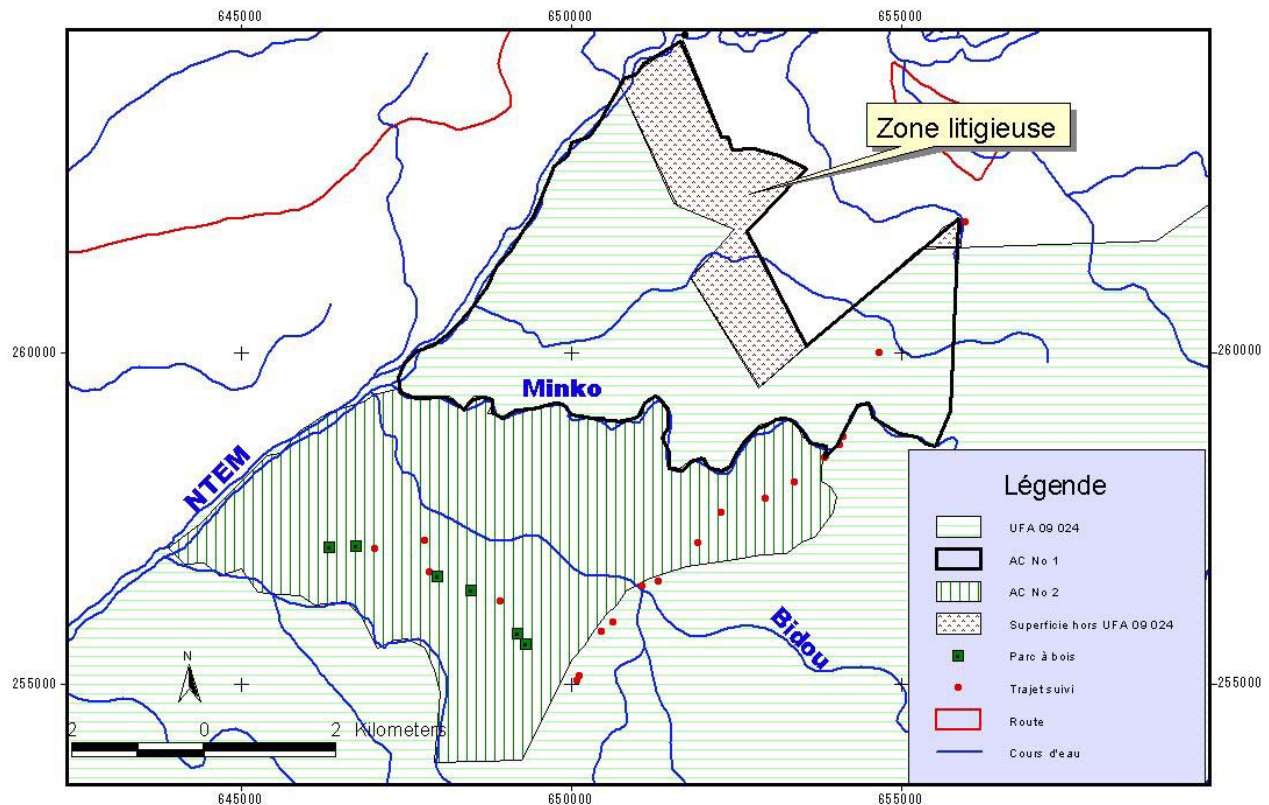 645000 650000 655000
Zone litigieuse
260000 260000
Minko
NTEM
Bidou
255000 255000
N
2 0 2 Kilometers
Légende
UFA 09 024
AC No 1
AC No 2
Superficie hors UFA 09 024
Parc à bois
Trajet suivi
Route
Cours d'eau
645000 650000 655000